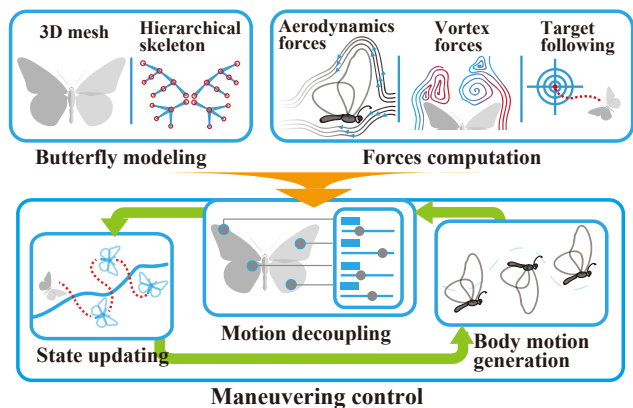 3D mesh
Hierarchical
skeleton
Aerodynamics
forces
Vortex
forces
Target
following
Butterfly modeling
Forces computation
Motion decoupling
State updating
Body motion
generation
Maneuvering control